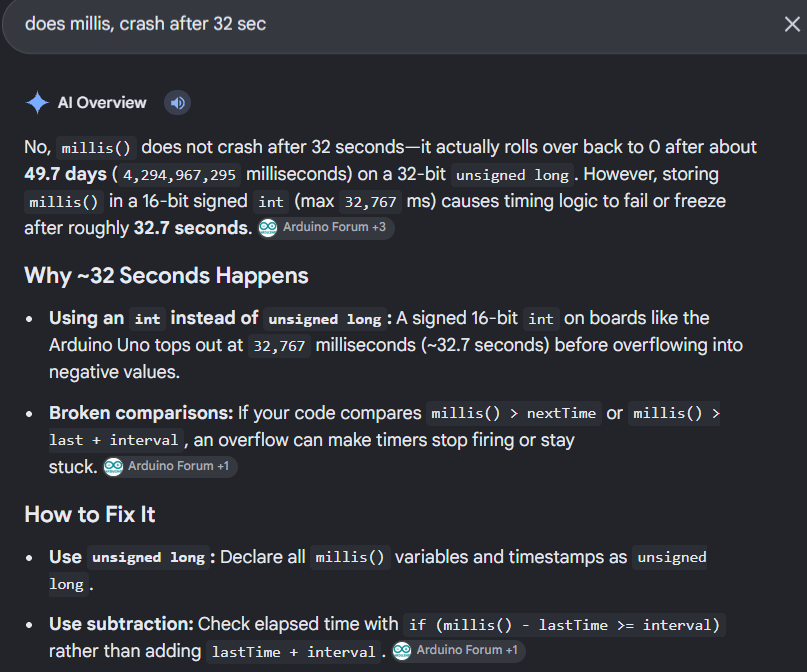 does millis, crash after 32 sec
AI Overview
No, millis() does not crash after 32 seconds—it actually rolls over back to 0 after about
49.7 days (4,294,967,295 milliseconds) on a 32-bit unsigned long. However, storing
millis() in a 16-bit signed int (max 32,767 ms) causes timing logic to fail or freeze
after roughly 32.7 seconds. Arduino Forum +3
Why ~32 Seconds Happens
• Using an int instead of unsigned long: A signed 16-bit int on boards like the
Arduino Uno tops out at 32,767 milliseconds (~32.7 seconds) before overflowing into
negative values.
• Broken comparisons: If your code compares millis() > nextTime or millis() >
last + interval, an overflow can make timers stop firing or stay
stuck. Arduino Forum +1
How to Fix It
• Use unsigned long: Declare all millis() variables and timestamps as unsigned
long.
• Use subtraction: Check elapsed time with if (millis() - lastTime >= interval)
rather than adding lastTime + interval. Arduino Forum +1